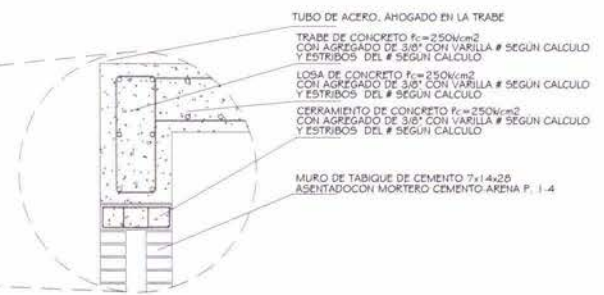 TUBO DE ACERO, AHOGADO EN LA TRABE
TRABE DE CONCRETO f'c=250k/cm2
CON AGREGADO DE 3/8" CON VARILLA # SEGÚN CALCULO
Y ESTRIBOS DEL # SEGÚN CALCULO
LOSA DE CONCRETO f'c=250k/cm2
CON AGREGADO DE 3/8" CON VARILLA # SEGÚN CALCULO
Y ESTRIBOS DEL # SEGÚN CALCULO
CERRAMIENTO DE CONCRETO f'c=250k/cm2
CON AGREGADO DE 3/8" CON VARILLA # SEGÚN CALCULO
Y ESTRIBOS DEL # SEGÚN CALCULO
MURO DE TABIQUE DE CEMENTO 7x14x28
ASENTADOCON MORTERO CEMENTO-ARENA P. 1-4